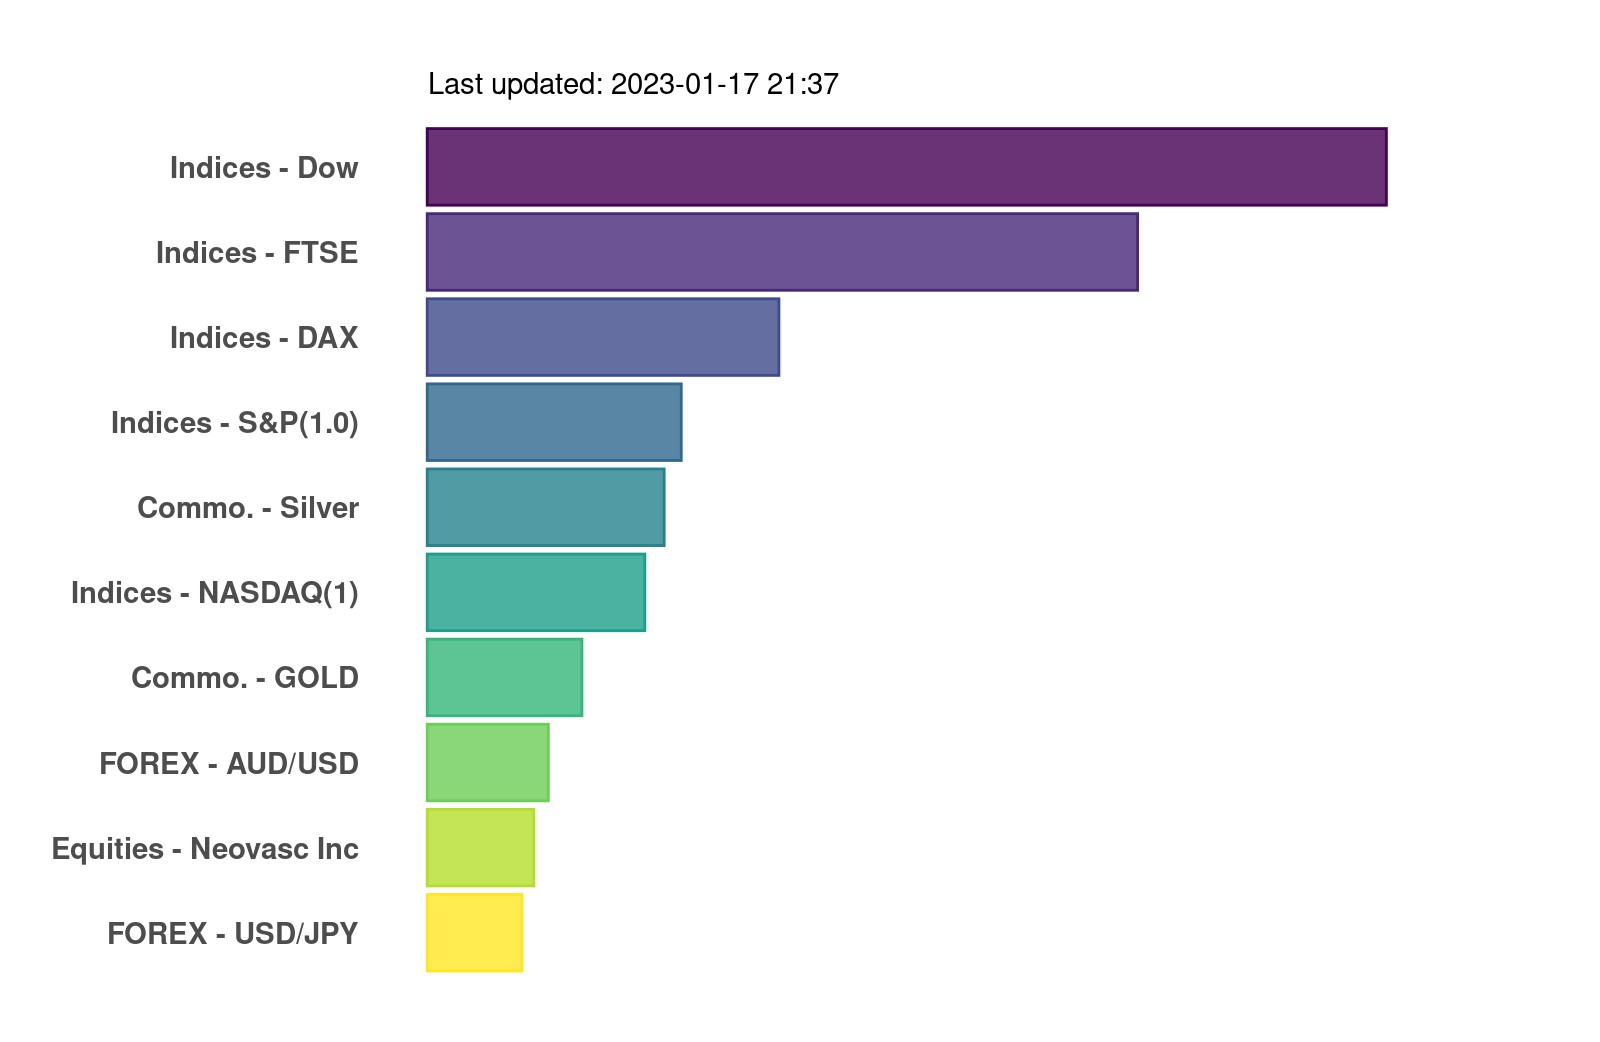 Last updated: 2023-01-17 21:37
Indices - Dow
Indices - FTSE
Indices - DAX
Indices - S&P(1.0)
Commo. - Silver
Indices - NASDAQ(1)
Commo. - GOLD
FOREX - AUD/USD
Equities - Neovasc Inc
FOREX - USD/JPY